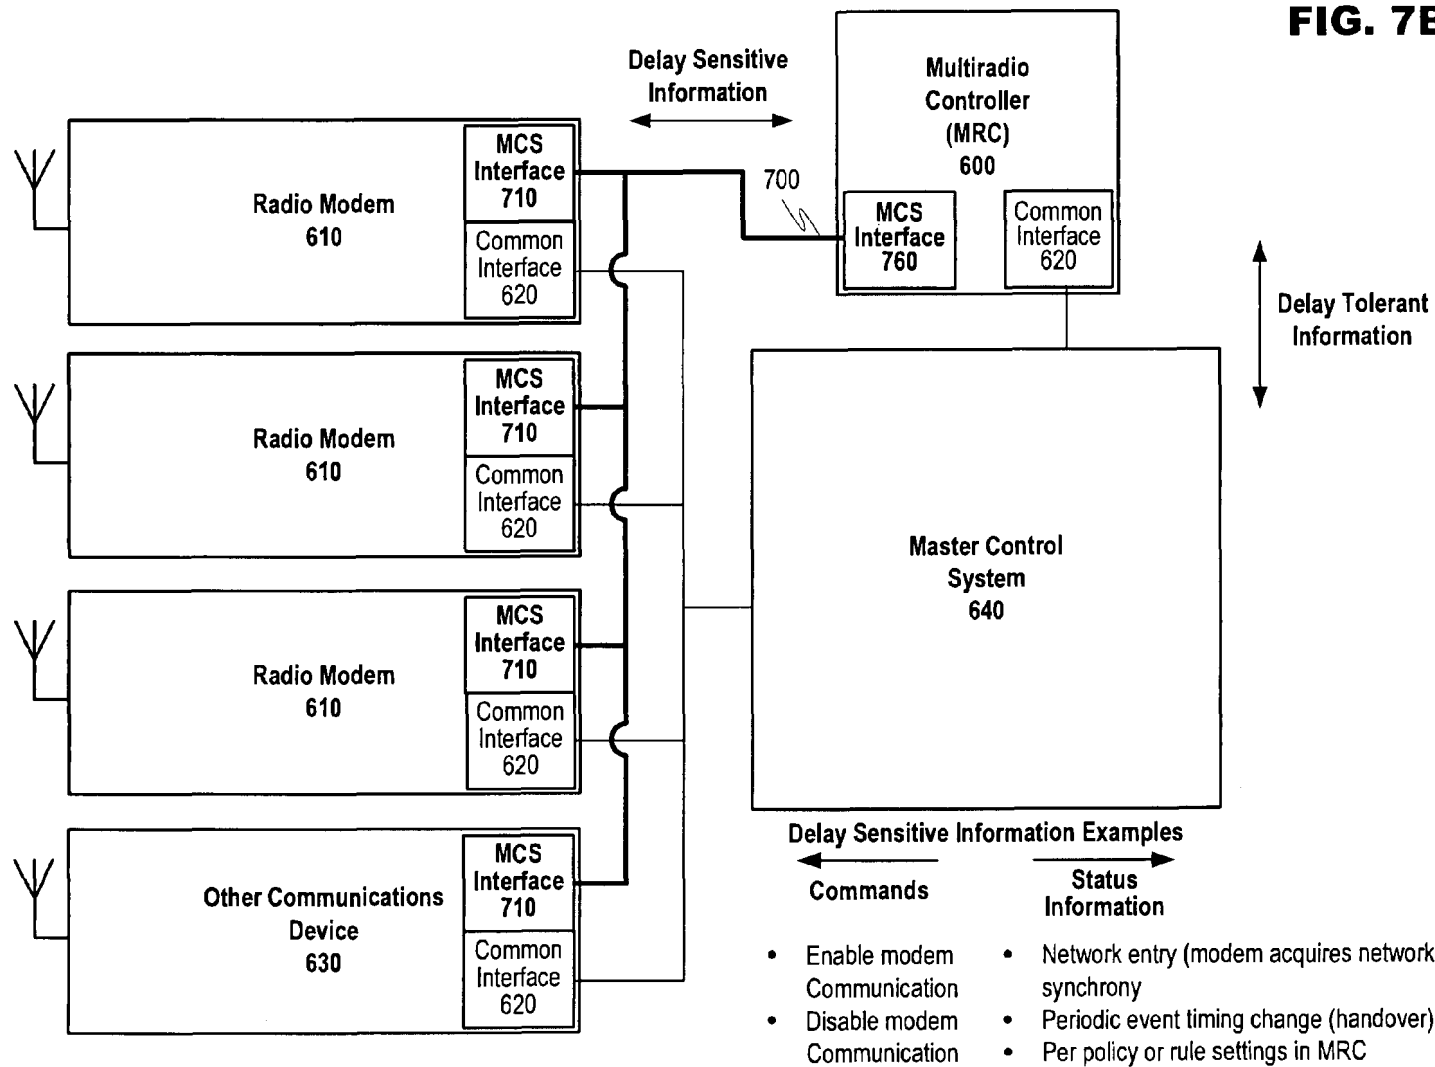 FIG. 7B
Delay Sensitive
Information
Multiradio
Controller
(MRC)
600
700
MCS
Interface
760
Common
Interface
620
Delay Tolerant
Information
Radio Modem
610
MCS
Interface
710
Common
Interface
620
Radio Modem
610
MCS
Interface
710
Common
Interface
620
Radio Modem
610
MCS
Interface
710
Common
Interface
620
Other Communications
Device
630
MCS
Interface
710
Common
Interface
620
Master Control
System
640
Delay Sensitive Information Examples
Commands
• Enable modem
Communication
• Disable modem
Communication
Status
Information
• Network entry (modem acquires network
synchrony
• Periodic event timing change (handover)
• Per policy or rule settings in MRC